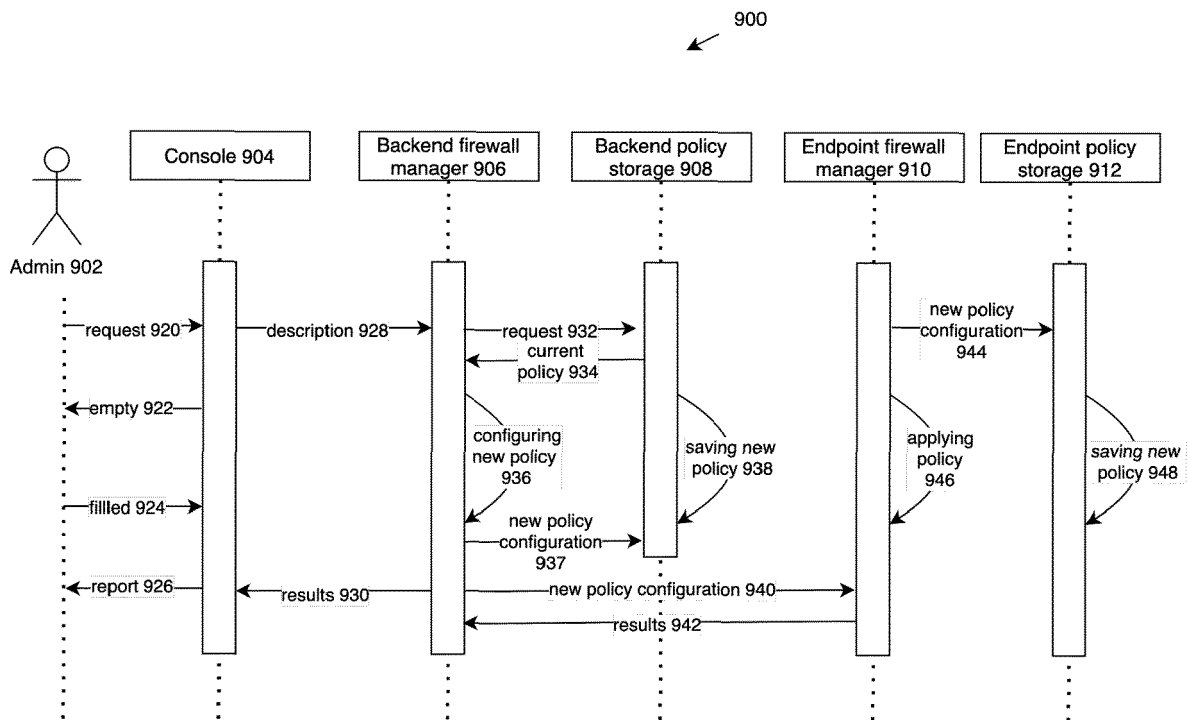 900
Console 904
Backend firewall
manager 906
Backend policy
storage 908
Endpoint firewall
manager 910
Endpoint policy
storage 912
Admin 902
request 920
description 928
request 932
current
policy 934
new policy
configuration
944
empty 922
configuring
new policy
936
saving new
policy 938
applying
policy
946
saving new
policy 948
fillled 924
new policy
configuration
937
report 926
results 930
new policy configuration 940
results 942